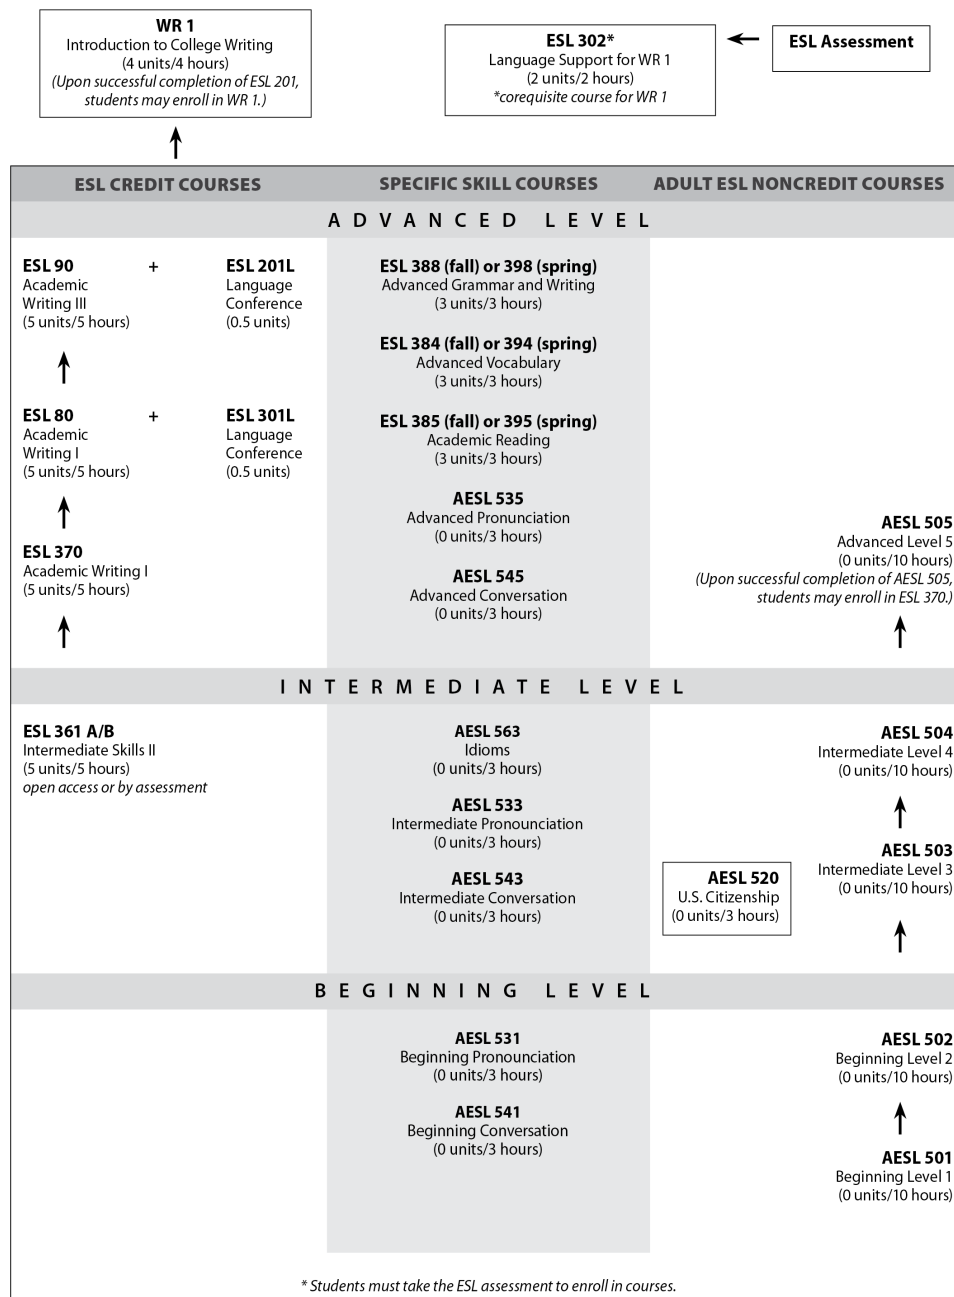 WR 1
Introduction to College Writing
(4 units/4 hours)
(Upon successful completion of ESL 201,
students may enroll in WR 1.)
ESL 302*
Language Support for WR 1
(2 units/2 hours)
*corequisite course for WR 1
ESL Assessment
ESL CREDIT COURSES
SPECIFIC SKILL COURSES
ADULT ESL NONCREDIT COURSES
ADVANCED LEVEL
ESL 90 + ESL 201L
Academic Language
Writing III Conference
(5 units/5 hours) (0.5 units)
ESL 80 + ESL 301L
Academic Language
Writing I Conference
(5 units/5 hours) (0.5 units)
ESL 370
Academic Writing I
(5 units/5 hours)
ESL 388 (fall) or 398 (spring)
Advanced Grammar and Writing
(3 units/3 hours)
ESL 384 (fall) or 394 (spring)
Advanced Vocabulary
(3 units/3 hours)
ESL 385 (fall) or 395 (spring)
Academic Reading
(3 units/3 hours)
AESL 535
Advanced Pronunciation
(0 units/3 hours)
AESL 545
Advanced Conversation
(0 units/3 hours)
AESL 505
Advanced Level 5
(0 units/10 hours)
(Upon successful completion of AESL 505,
students may enroll in ESL 370.)
INTERMEDIATE LEVEL
ESL 361 A/B
Intermediate Skills II
(5 units/5 hours)
open access or by assessment
AESL 563
Idioms
(0 units/3 hours)
AESL 533
Intermediate Pronounciation
(0 units/3 hours)
AESL 543
Intermediate Conversation
(0 units/3 hours)
AESL 504
Intermediate Level 4
(0 units/10 hours)
AESL 503
Intermediate Level 3
(0 units/10 hours)
AESL 520
U.S. Citizenship
(0 units/3 hours)
BEGINNING LEVEL
AESL 531
Beginning Pronounciation
(0 units/3 hours)
AESL 541
Beginning Conversation
(0 units/3 hours)
AESL 502
Beginning Level 2
(0 units/10 hours)
AESL 501
Beginning Level 1
(0 units/10 hours)
* Students must take the ESL assessment to enroll in courses.